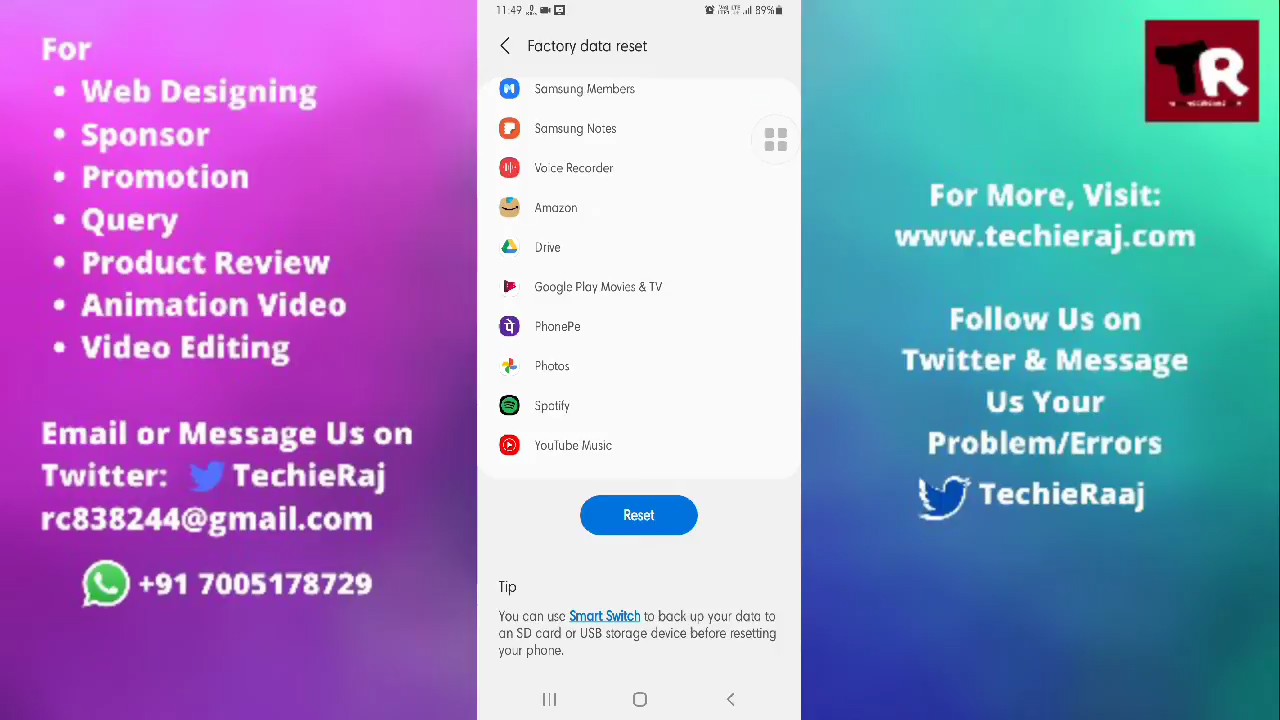 For
• Web Designing
• Sponsor
• Promotion
• Query
• Product Review
• Animation Video
• Video Editing
Email or Message Us on
Twitter: TechieRaj
rc838244@gmail.com
+91 7005178729
11:49
89%
Factory data reset
Samsung Members
Samsung Notes
Voice Recorder
Amazon
Drive
Google Play Movies & TV
PhonePe
Photos
Spotify
YouTube Music
Reset
Tip
You can use Smart Switch to back up your data to
an SD card or USB storage device before resetting
your phone.
TR
For More, Visit:
www.techieraj.com
Follow Us on
Twitter & Message
Us Your
Problem/Errors
TechieRaaj